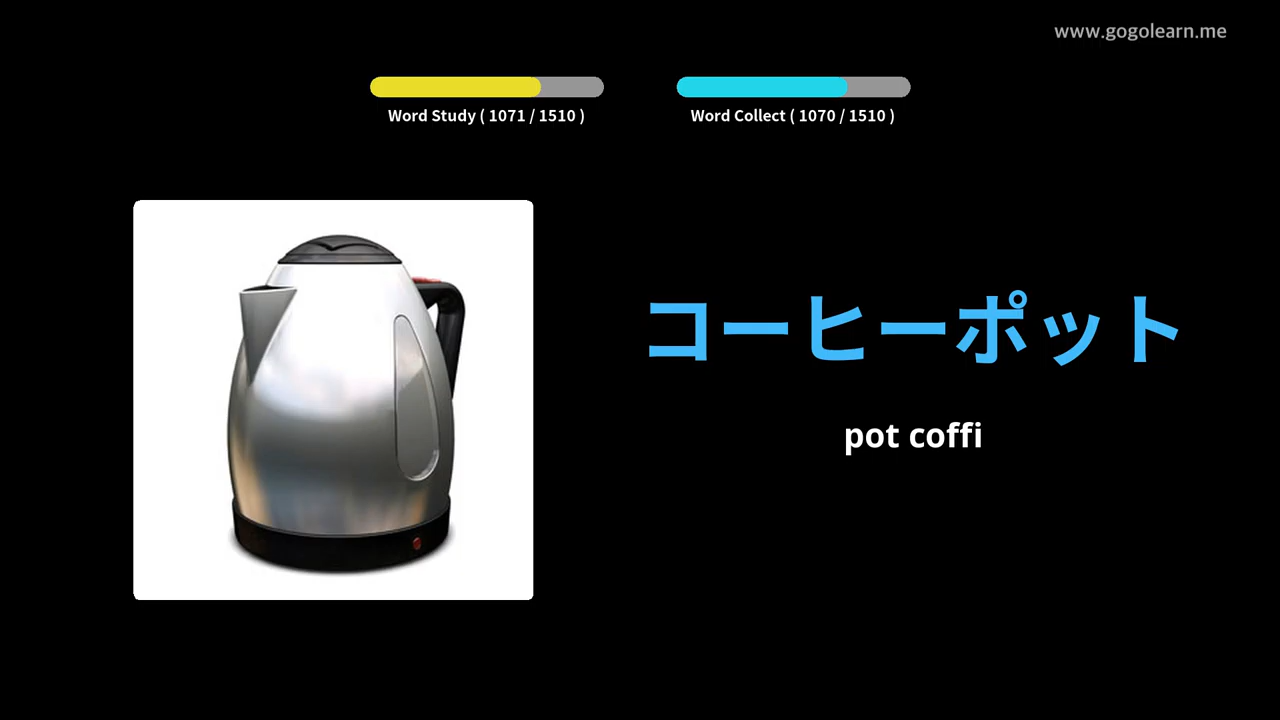 www.gogolearn.me
Word Study ( 1071 / 1510 )
Word Collect ( 1070 / 1510 )
コーヒーポット
pot coffi